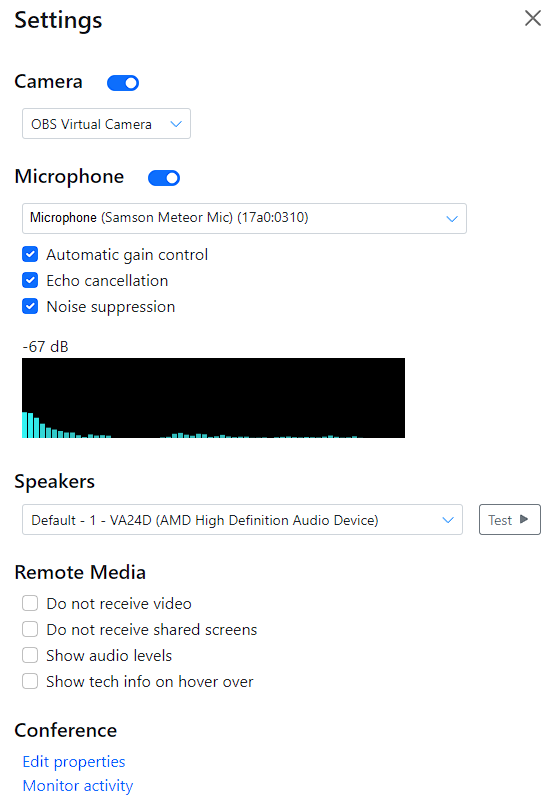 Settings
Camera
OBS Virtual Camera
Microphone
Microphone (Samson Meteor Mic) (17a0:0310)
Automatic gain control
Echo cancellation
Noise suppression
-67 dB
Speakers
Default - 1 - VA24D (AMD High Definition Audio Device)
Test
Remote Media
Do not receive video
Do not receive shared screens
Show audio levels
Show tech info on hover over
Conference
Edit properties
Monitor activity